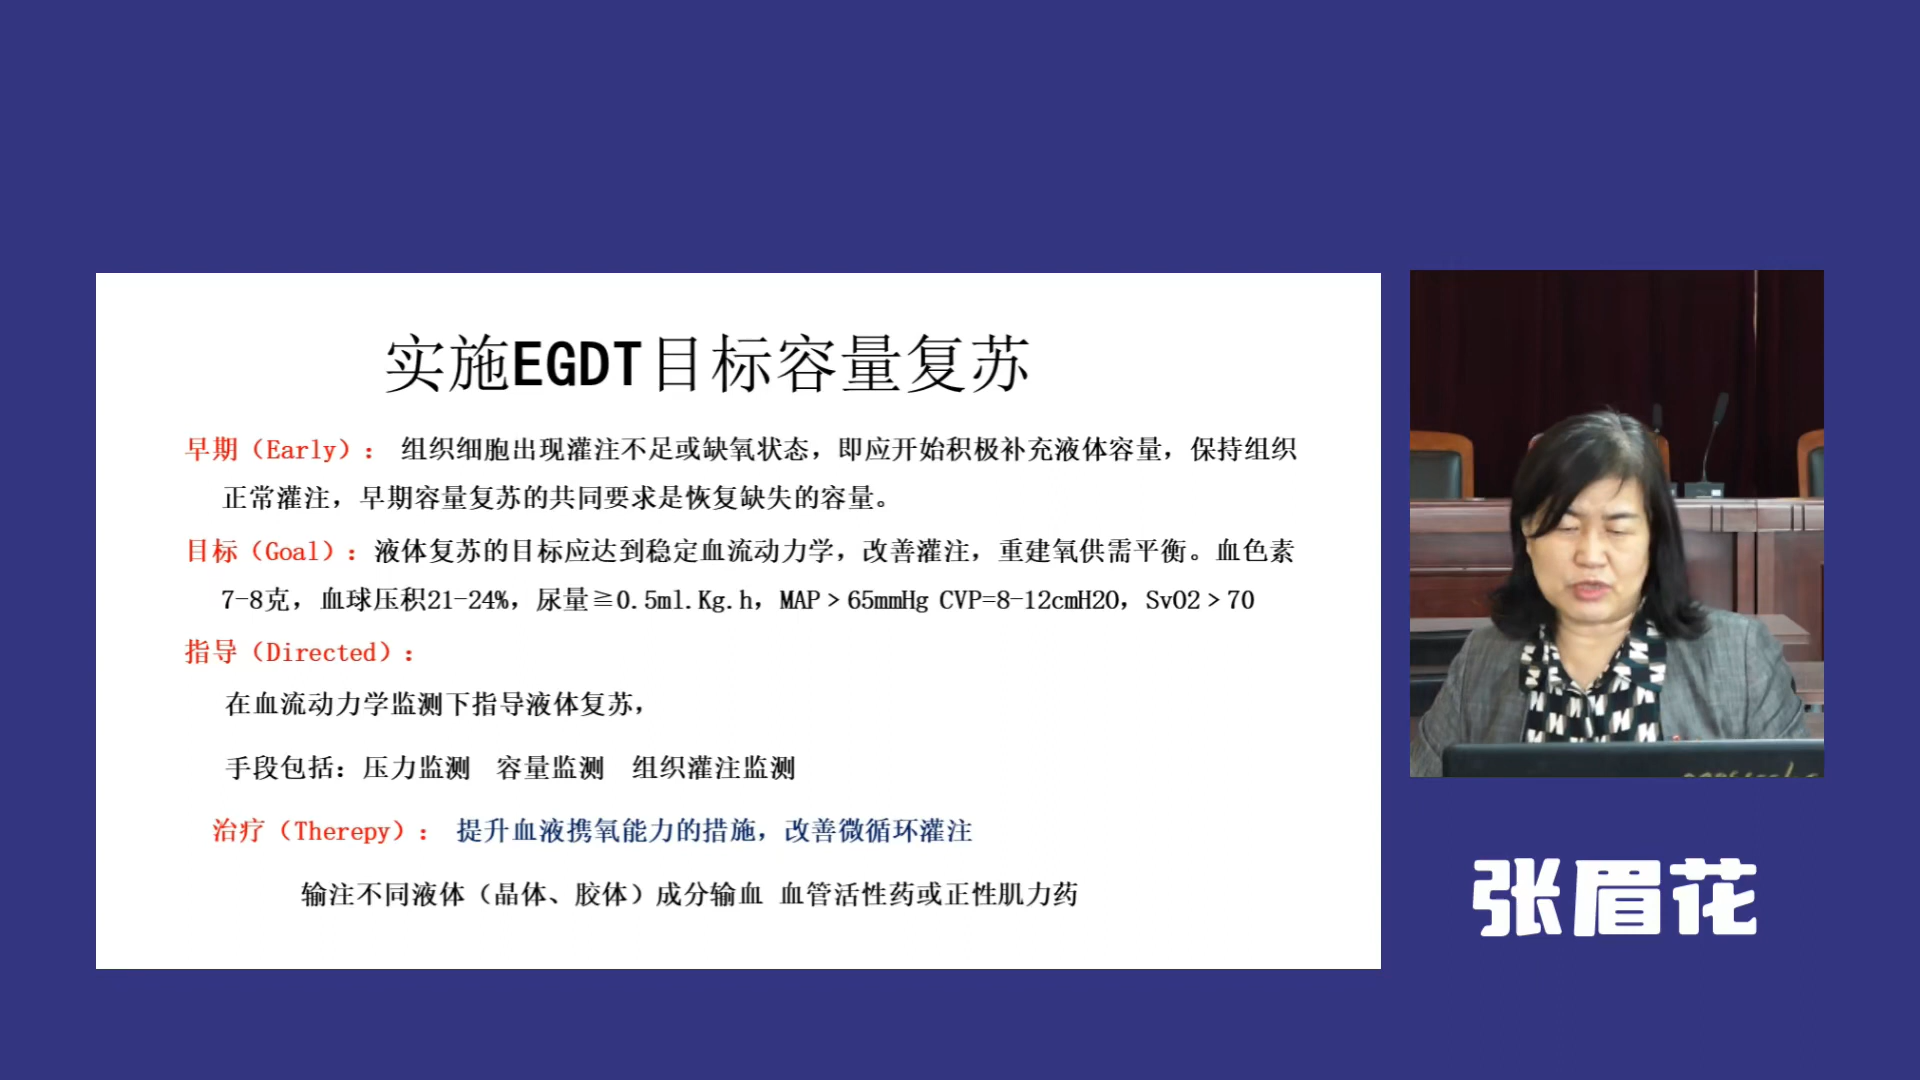 实施EGDT目标容量复苏
早期（Early）： 组织细胞出现灌注不足或缺氧状态，即应开始积极补充液体容量，保持组织
正常灌注，早期容量复苏的共同要求是恢复缺失的容量。
目标（Goal）：液体复苏的目标应达到稳定血流动力学，改善灌注，重建氧供需平衡。血色素
7-8克，血球压积21-24%，尿量≧0.5ml.Kg.h，MAP＞65mmHg CVP=8-12cmH2O，SvO2＞70
指导（Directed）：
在血流动力学监测下指导液体复苏，
手段包括：压力监测 容量监测 组织灌注监测
治疗（Therepy）： 提升血液携氧能力的措施，改善微循环灌注
输注不同液体（晶体、胶体）成分输血 血管活性药或正性肌力药
张眉花